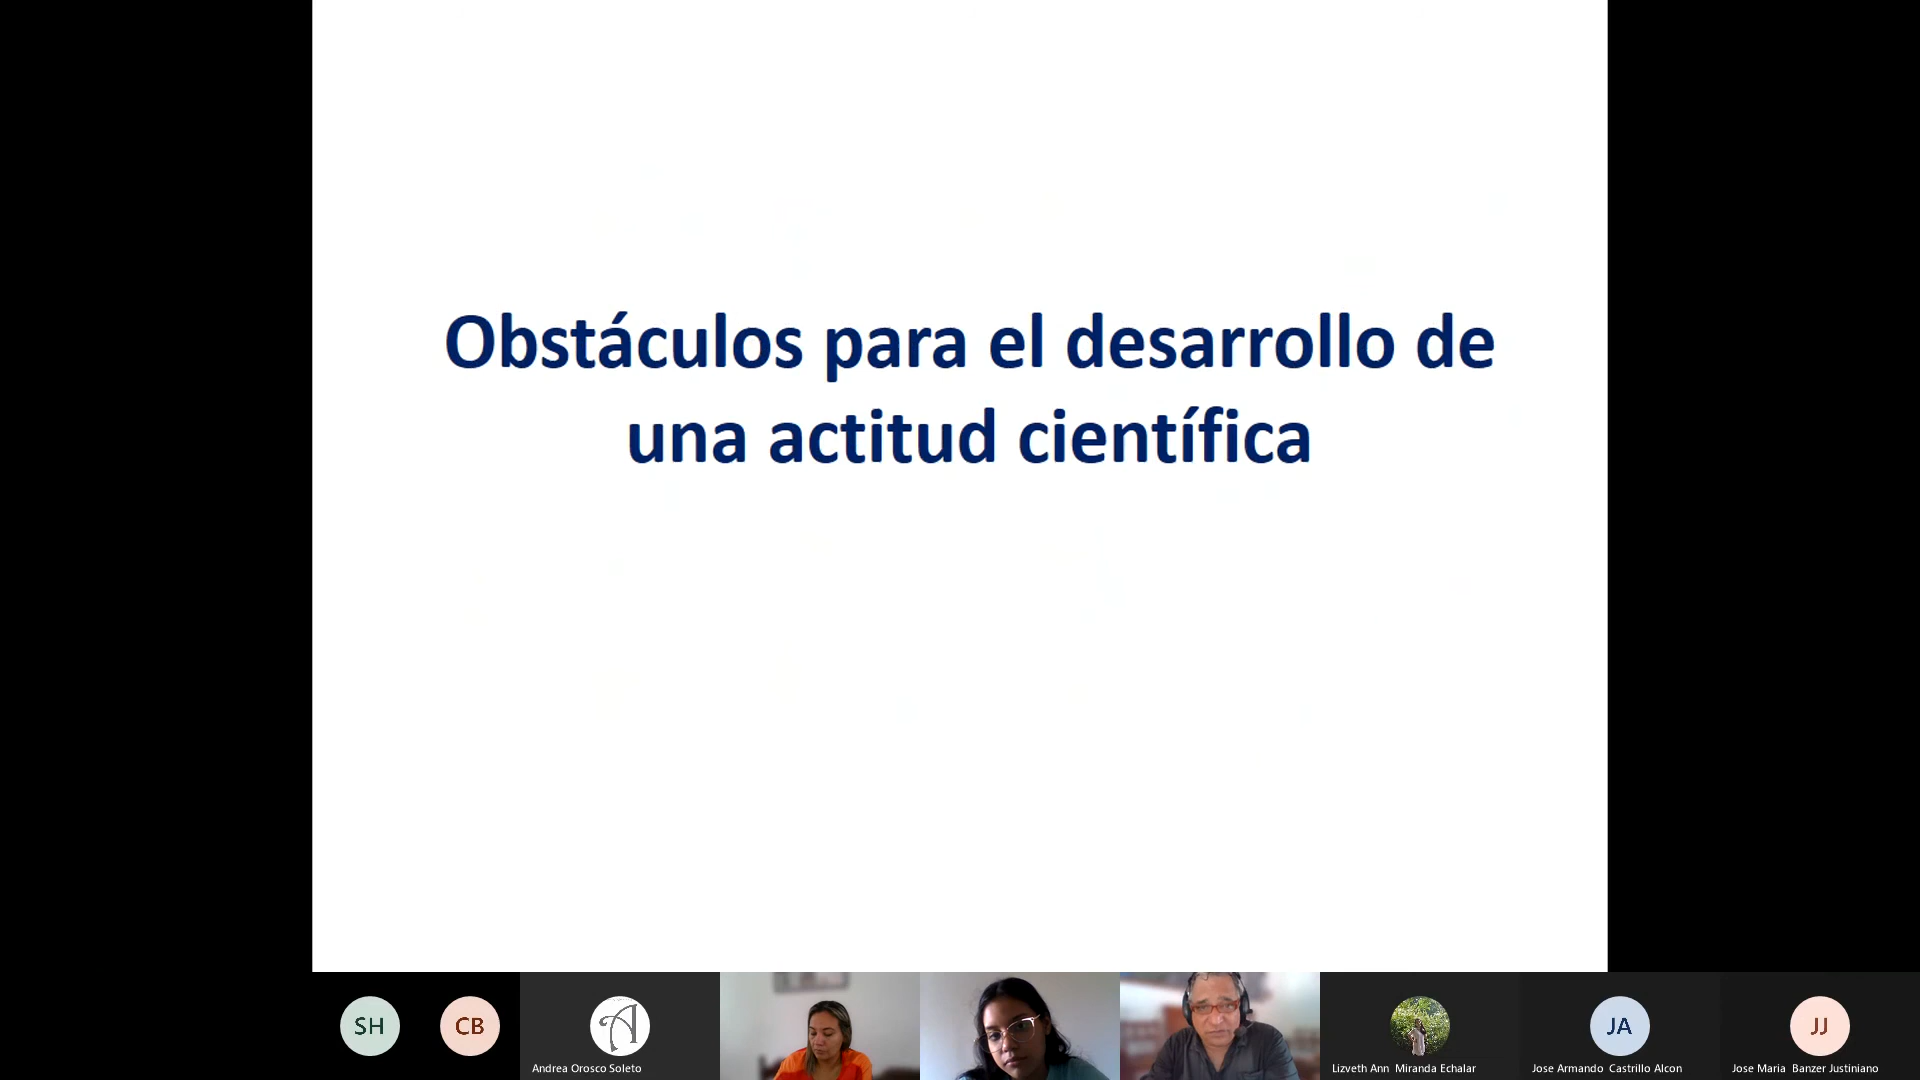 Obstáculos para el desarrollo de
una actitud científica
SH
CB
A
Andrea Orosco Soleto
Lizveth Ann Miranda Echalar
JA
Jose Armando Castrillo Alcon
JJ
Jose Maria Banzer Justiniano